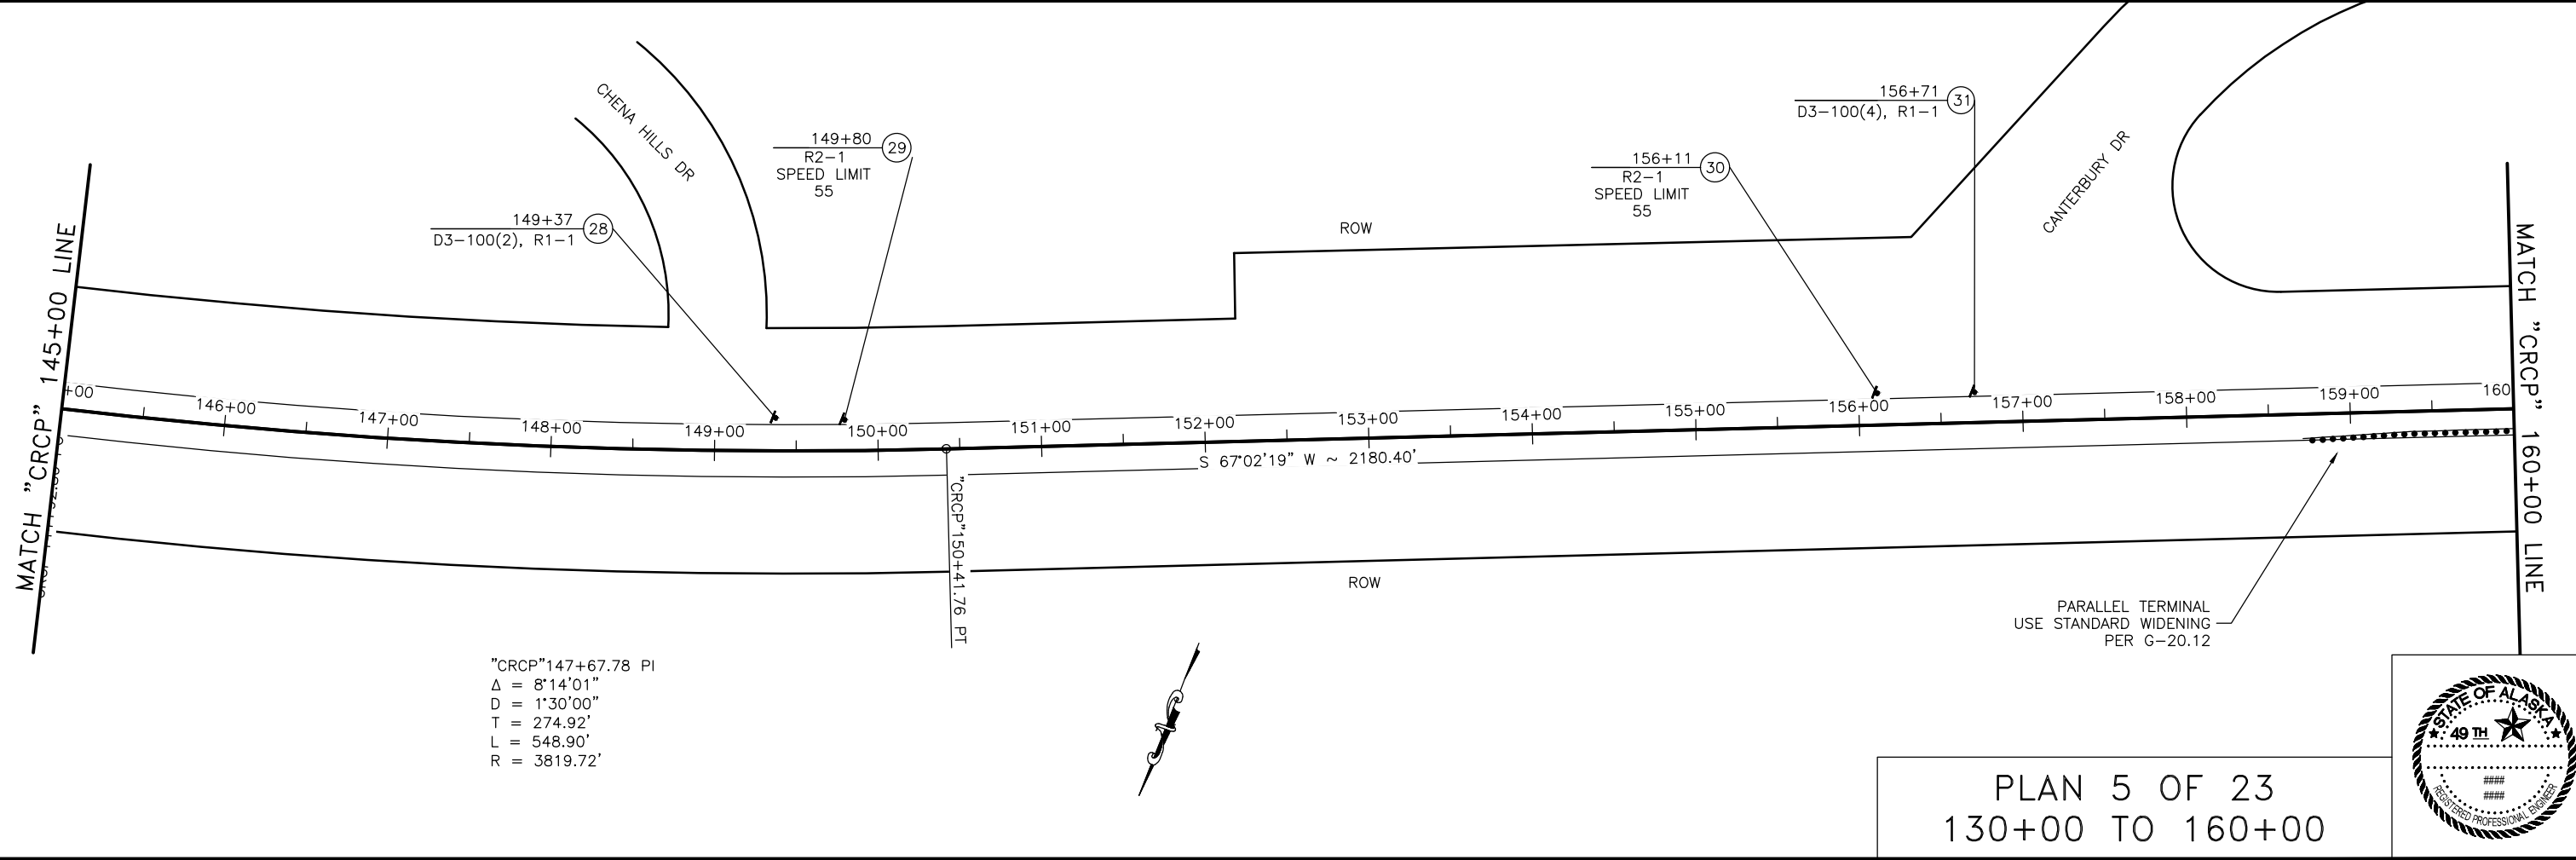 CHENA HILLS DR
149+37
28
D3-100(2), R1-1
149+80
29
R2-1
SPEED LIMIT
55
156+11
30
R2-1
SPEED LIMIT
55
156+71
31
D3-100(4), R1-1
CANTERBURY DR
ROW
MATCH "CRCP" 145+00 LINE
+00
146+00
147+00
148+00
149+00
150+00
151+00
152+00
153+00
154+00
155+00
156+00
157+00
158+00
159+00
160
MATCH "CRCP" 160+00 LINE
S 67°02'19" W ~ 2180.40'
"CRCP"150+41.76 PT
ROW
PARALLEL TERMINAL
USE STANDARD WIDENING
PER G-20.12
"CRCP"147+67.78 PI
Δ = 8°14'01"
D = 1°30'00"
T = 274.92'
L = 548.90'
R = 3819.72'
PLAN 5 OF 23
130+00 TO 160+00
STATE OF ALASKA
49 TH
####
####
REGISTERED PROFESSIONAL ENGINEER